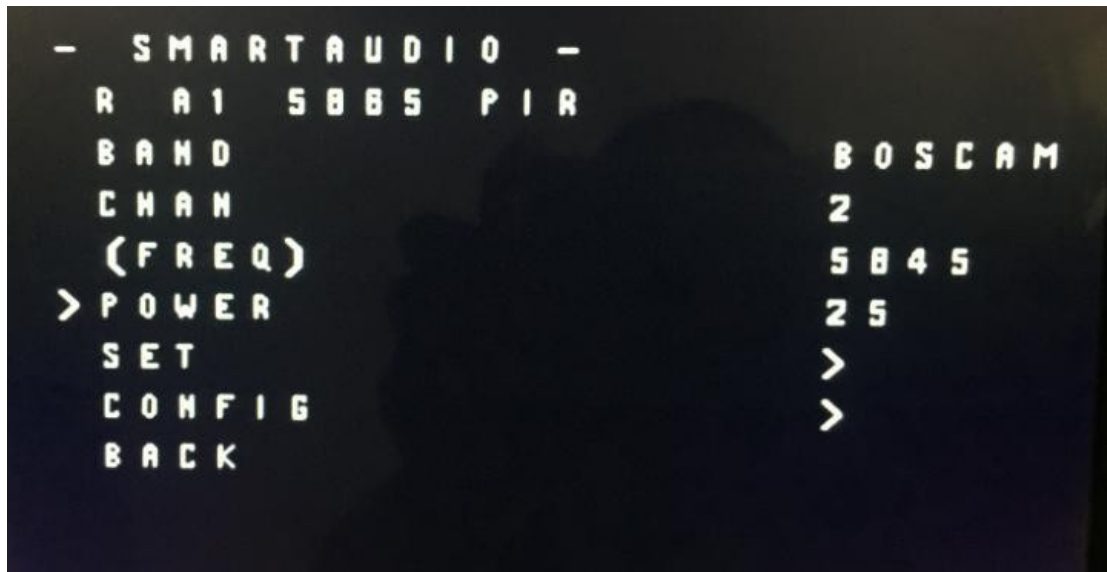 - SMARTAUDIO -
R A1 5865 PIR
BAND BOSCAM
CHAN 2
(FREQ) 5845
>POWER 25
SET >
CONFIG >
BACK